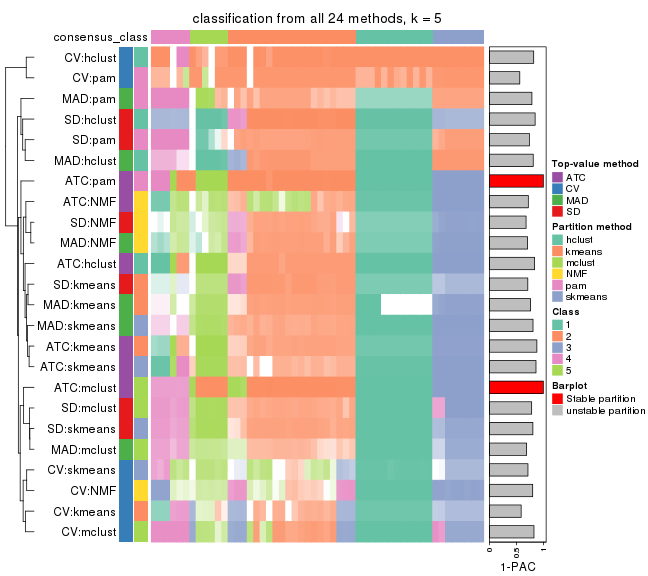 classification from all 24 methods, k = 5
consensus_class
CV:hclust
CV:pam
MAD:pam
SD:hclust
SD:pam
MAD:hclust
ATC:pam
ATC:NMF
SD:NMF
MAD:NMF
ATC:hclust
SD:kmeans
MAD:kmeans
MAD:skmeans
ATC:kmeans
ATC:skmeans
ATC:mclust
SD:mclust
SD:skmeans
MAD:mclust
CV:skmeans
CV:NMF
CV:kmeans
CV:mclust
0
0.5
1
1-PAC
Top-value method
ATC
CV
MAD
SD
Partition method
hclust
kmeans
mclust
NMF
pam
skmeans
Class
1
2
3
4
5
Barplot
Stable partition
unstable partition